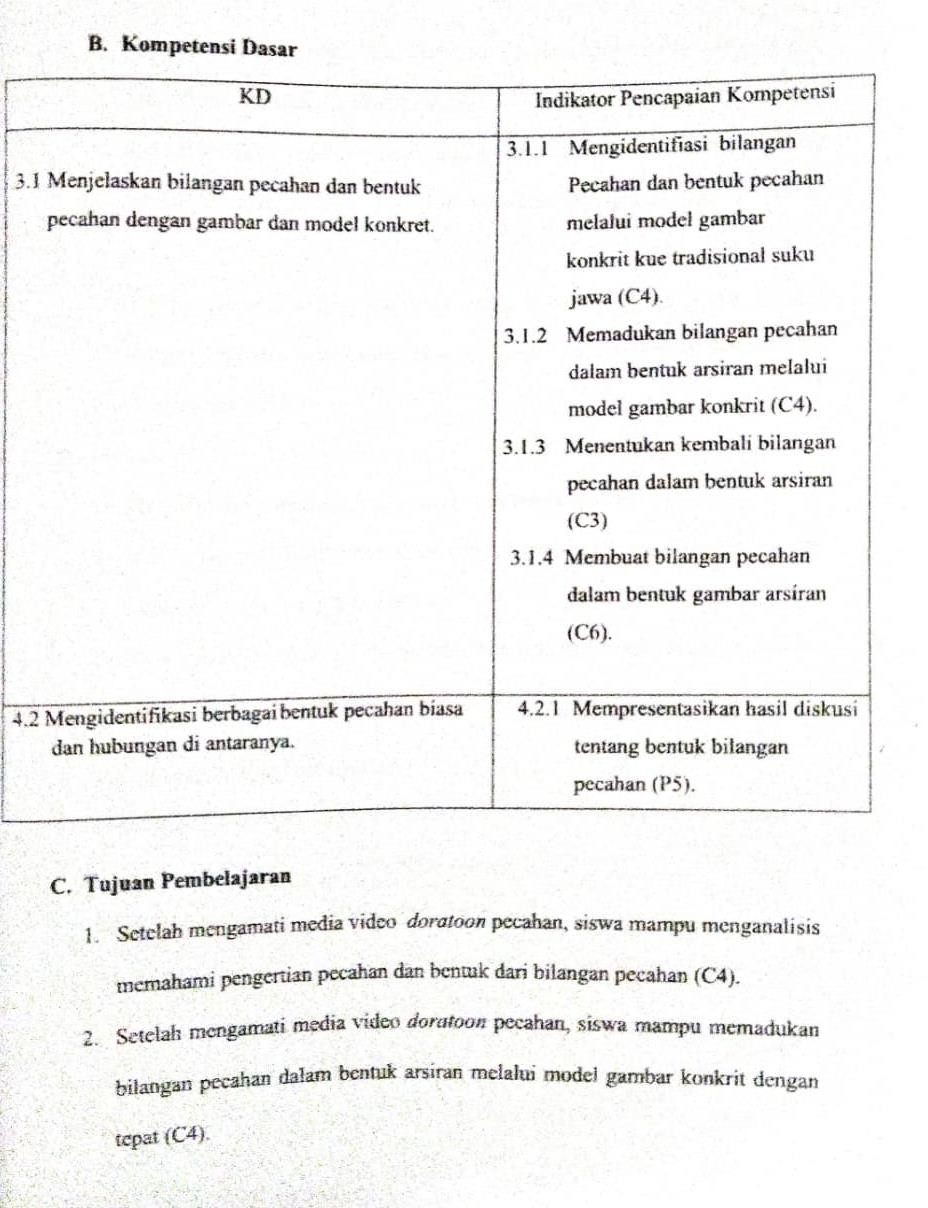 B. Kompetensi Dasar
KD
Indikator Pencapaian Kompetensi
3.1 Menjelaskan bilangan pecahan dan bentuk
pecahan dengan gambar dan model konkret.
3.1.1 Mengidentifiasi bilangan
Pecahan dan bentuk pecahan
melalui model gambar
konkrit kue tradisional suku
jawa (C4).
3.1.2 Memadukan bilangan pecahan
dalam bentuk arsiran melalui
model gambar konkrit (C4).
3.1.3 Menentukan kembali bilangan
pecahan dalam bentuk arsiran
(C3)
3.1.4 Membuat bilangan pecahan
dalam bentuk gambar arsiran
(C6).
4.2 Mengidentifikasi berbagai bentuk pecahan biasa
dan hubungan di antaranya.
4.2.1 Mempresentasikan hasil diskusi
tentang bentuk bilangan
pecahan (P5).
C. Tujuan Pembelajaran
1. Setelah mengamati media video doratoon pecahan, siswa mampu menganalisis
memahami pengertian pecahan dan bentuk dari bilangan pecahan (C4).
2. Setelah mengamati media video doratoon pecahan, siswa mampu memadukan
bilangan pecahan dalam bentuk arsiran melalui model gambar konkrit dengan
tepat (C4).